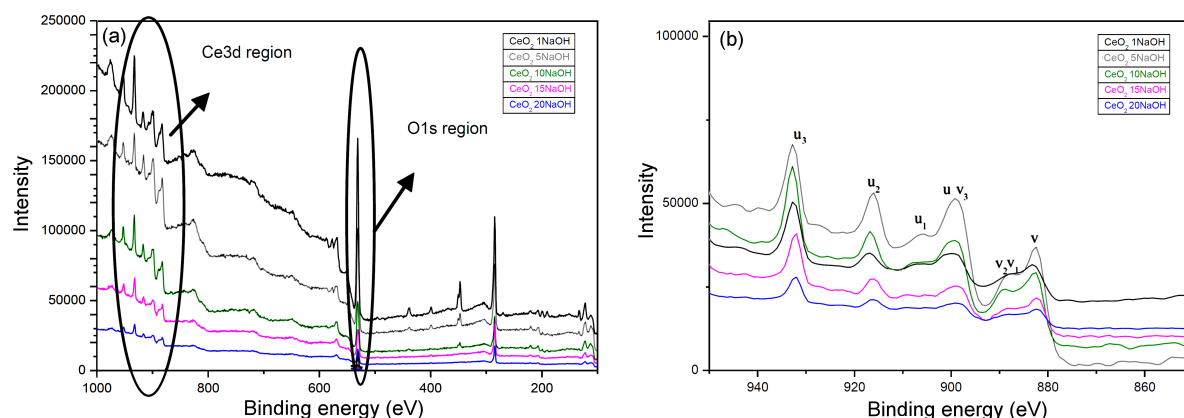 (a)
Ce3d region
O1s region
CeO2 1NaOH
CeO2 5NaOH
CeO2 10NaOH
CeO2 15NaOH
CeO2 20NaOH
250000
200000
150000
100000
50000
0
Intensity
1000
800
600
400
200
Binding energy (eV)
(b)
CeO2 1NaOH
CeO2 5NaOH
CeO2 10NaOH
CeO2 15NaOH
CeO2 20NaOH
u3
u2
u1
u v3
v2 v1
v
100000
50000
0
Intensity
940
920
900
880
860
Binding energy (eV)